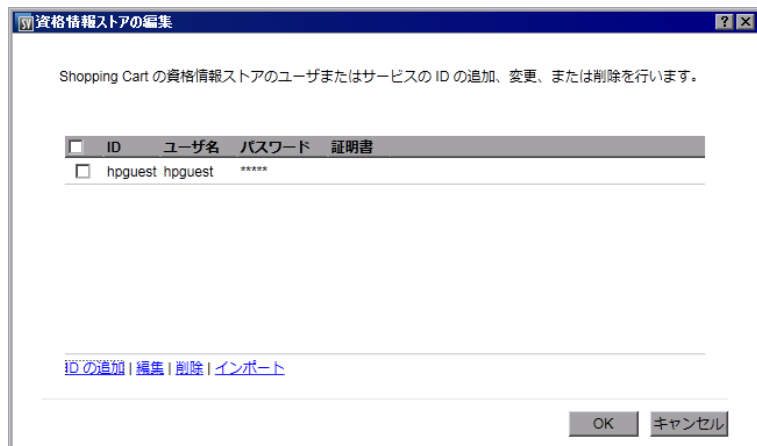 SV 資格情報ストアの編集 ? ×
Shopping Cart の資格情報ストアのユーザまたはサービスの ID の追加、変更、または削除を行います。
ID ユーザ名 パスワード 証明書
hpguest hpguest *****
ID の追加 | 編集 | 削除 | インポート
OK キャンセル